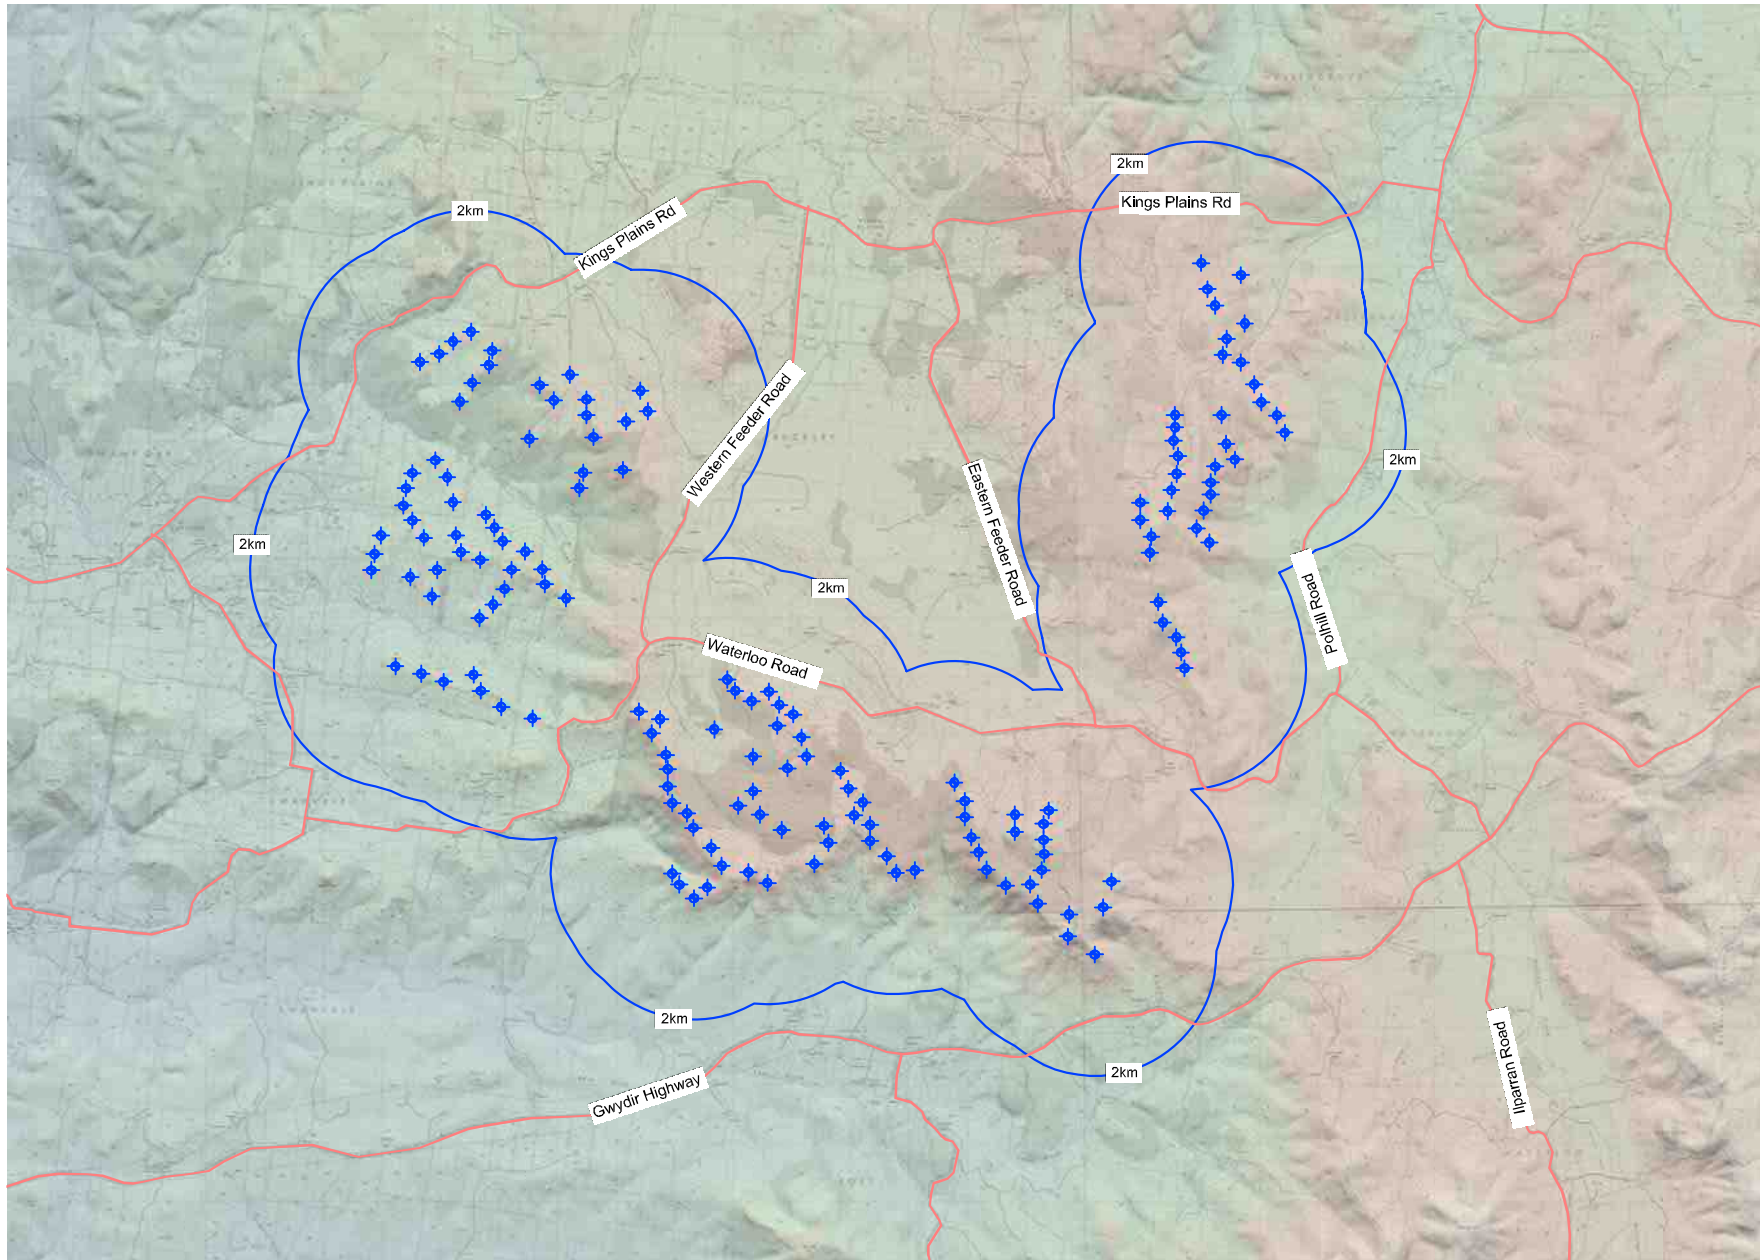 2km
Kings Plains Rd
2km
Kings Plains Rd
Western Feeder Road
2km
Eastern Feeder Road
2km
2km
Polhill Road
Waterloo Road
2km
Gwydir Highway
2km
Ilparran Road